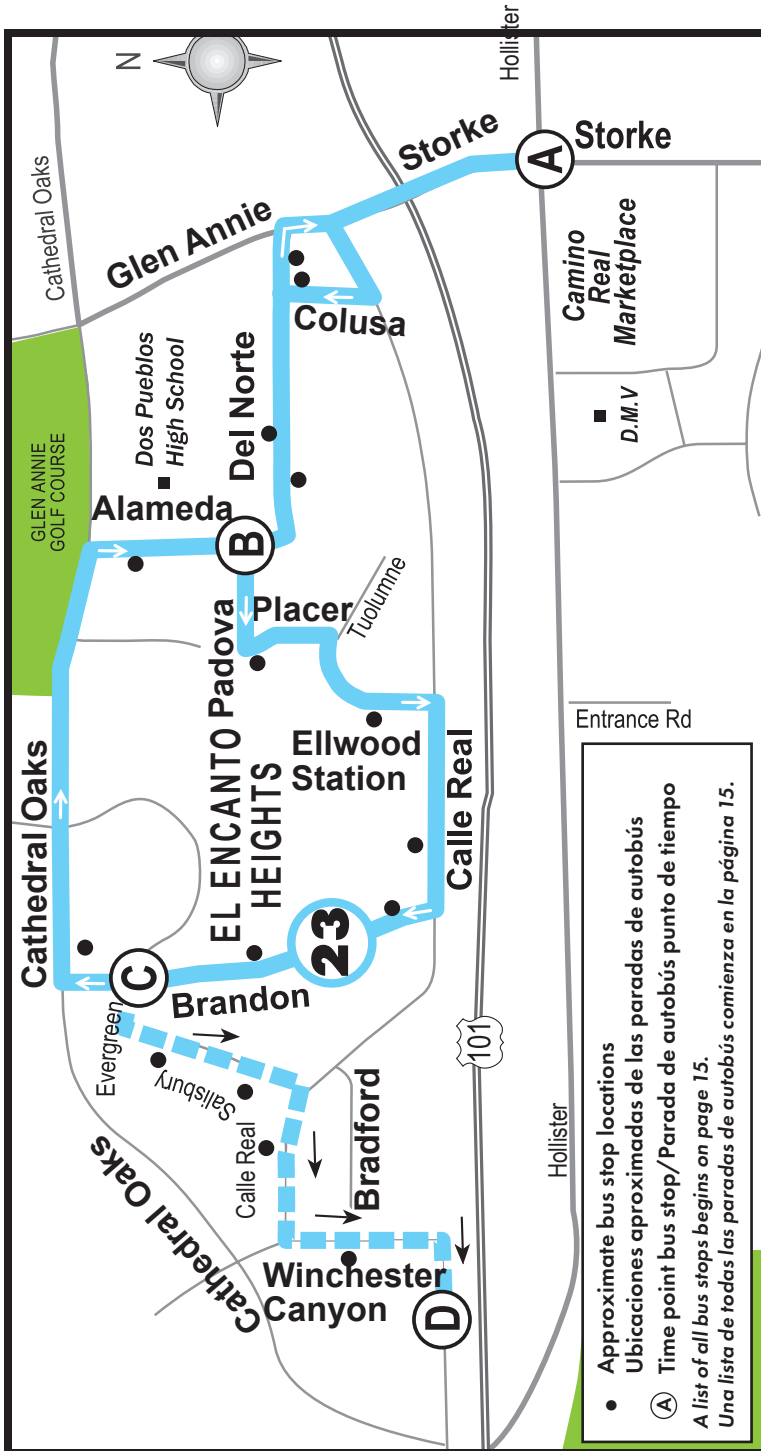 N
Hollister
Cathedral Oaks
Glen Annie
Storke
A
Storke
GLEN ANNIE
GOLF COURSE
Dos Pueblos
High School
Colusa
Camino
Real
Marketplace
D.M.V
Del Norte
Alameda
B
Placer
Tuolumne
Padova
EL ENCANTO
HEIGHTS
Ellwood
Station
Entrance Rd
Cathedral Oaks
Calle Real
23
C
Brandon
Evergreen
Salisbury
Calle Real
Bradford
101
Hollister
Cathedral Oaks
Winchester
Canyon
D
Approximate bus stop locations
Ubicaciones aproximadas de las paradas de autobús
A Time point bus stop/Parada de autobús punto de tiempo
A list of all bus stops begins on page 15.
Una lista de todas las paradas de autobús comienza en la página 15.